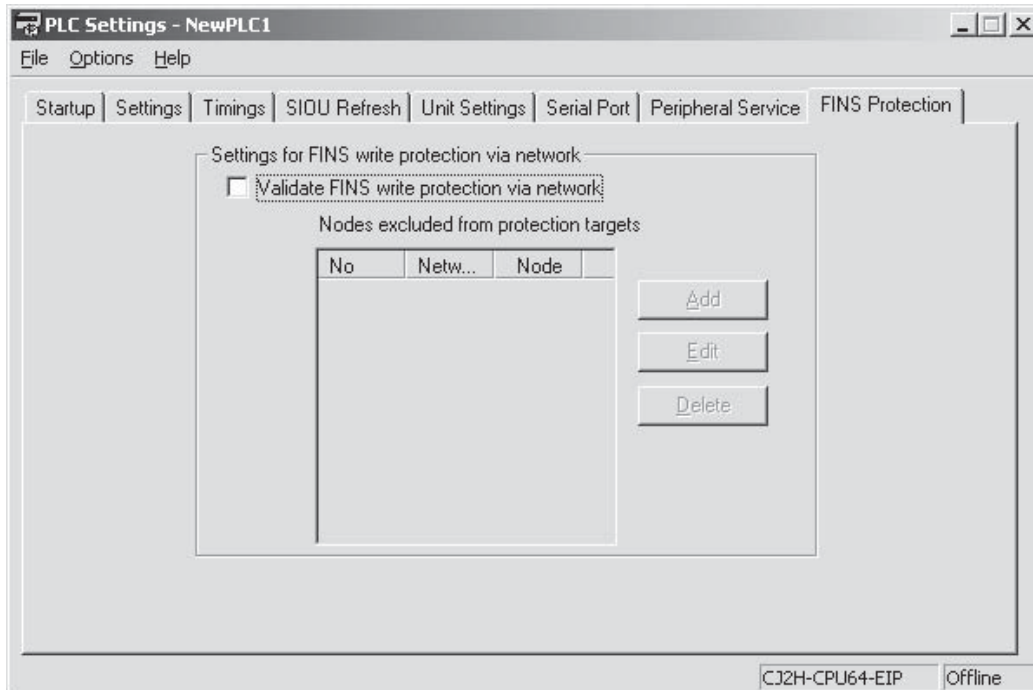 PLC Settings - NewPLC1
File Options Help
Startup Settings Timings SIOU Refresh Unit Settings Serial Port Peripheral Service FINS Protection
Settings for FINS write protection via network
Validate FINS write protection via network
Nodes excluded from protection targets
No Netw... Node
Add
Edit
Delete
CJ2H-CPU64-EIP Offline